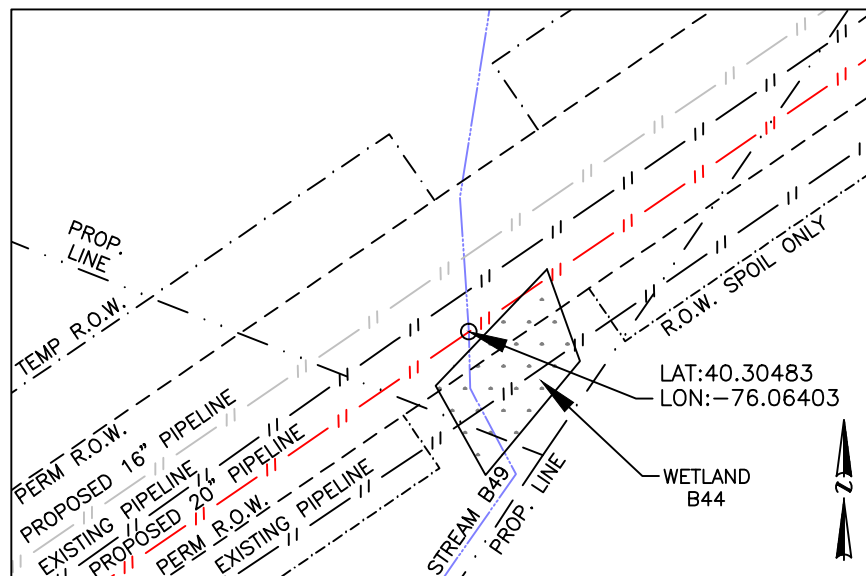 PROP.
LINE
TEMP R.O.W.
PERM R.O.W.
PROPOSED 16" PIPELINE
EXISTING PIPELINE
PROPOSED 20" PIPELINE
PERM R.O.W.
EXISTING PIPELINE
R.O.W. SPOIL ONLY
LAT:40.30483
LON:-76.06403
WETLAND
B44
STREAM B49
PROP. LINE
N